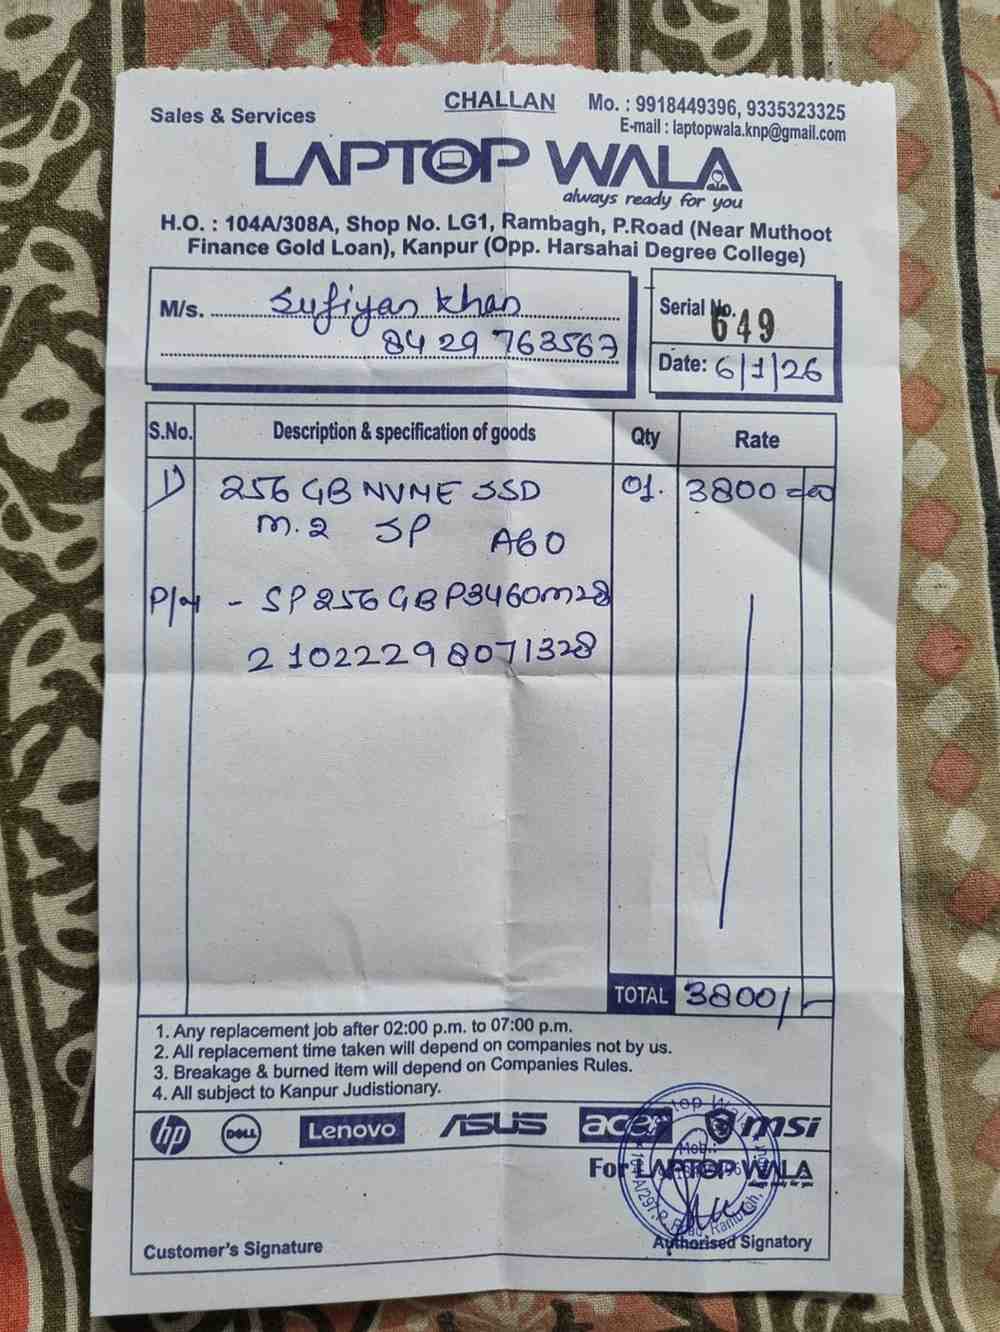 CHALLAN
Mo. : 9918449396, 9335323325
Sales & Services
E-mail : laptopwala.knp@gmail.com
LAPTOP WALA
always ready for you
H.O. : 104A/308A, Shop No. LG1, Rambagh, P.Road (Near Muthoot
Finance Gold Loan), Kanpur (Opp. Harsahai Degree College)
M/s. Sufiyan Khan
8429763567
Serial No. 649
Date: 6/1/26
S.No. Description & specification of goods Qty Rate
1) 256 GB NVME SSD 01. 3800 =00
M.2 SP A60
P/N - SP256GBP3460M28
21022298071328
TOTAL 3800/-
1. Any replacement job after 02:00 p.m. to 07:00 p.m.
2. All replacement time taken will depend on companies not by us.
3. Breakage & burned item will depend on Companies Rules.
4. All subject to Kanpur Judistionary.
hp DELL Lenovo ASUS acer msi
For LAPTOP WALA
always ready for you
Customer's Signature
Authorised Signatory